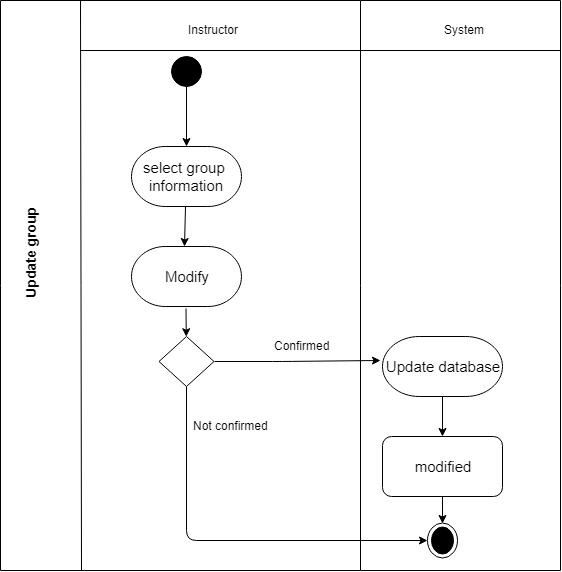 Instructor
System
Update group
select group
information
Modify
Confirmed
Update database
Not confirmed
modified